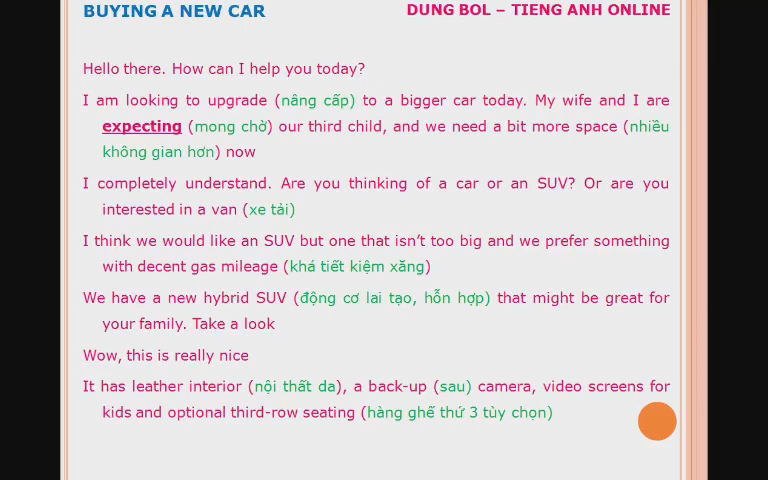 BUYING A NEW CAR
DUNG BOL – TIENG ANH ONLINE
Hello there. How can I help you today?
I am looking to upgrade (nâng cấp) to a bigger car today. My wife and I are
expecting (mong chờ) our third child, and we need a bit more space (nhiều
không gian hơn) now
I completely understand. Are you thinking of a car or an SUV? Or are you
interested in a van (xe tải)
I think we would like an SUV but one that isn’t too big and we prefer something
with decent gas mileage (khá tiết kiệm xăng)
We have a new hybrid SUV (động cơ lai tạo, hỗn hợp) that might be great for
your family. Take a look
Wow, this is really nice
It has leather interior (nội thất da), a back-up (sau) camera, video screens for
kids and optional third-row seating (hàng ghế thứ 3 tùy chọn)